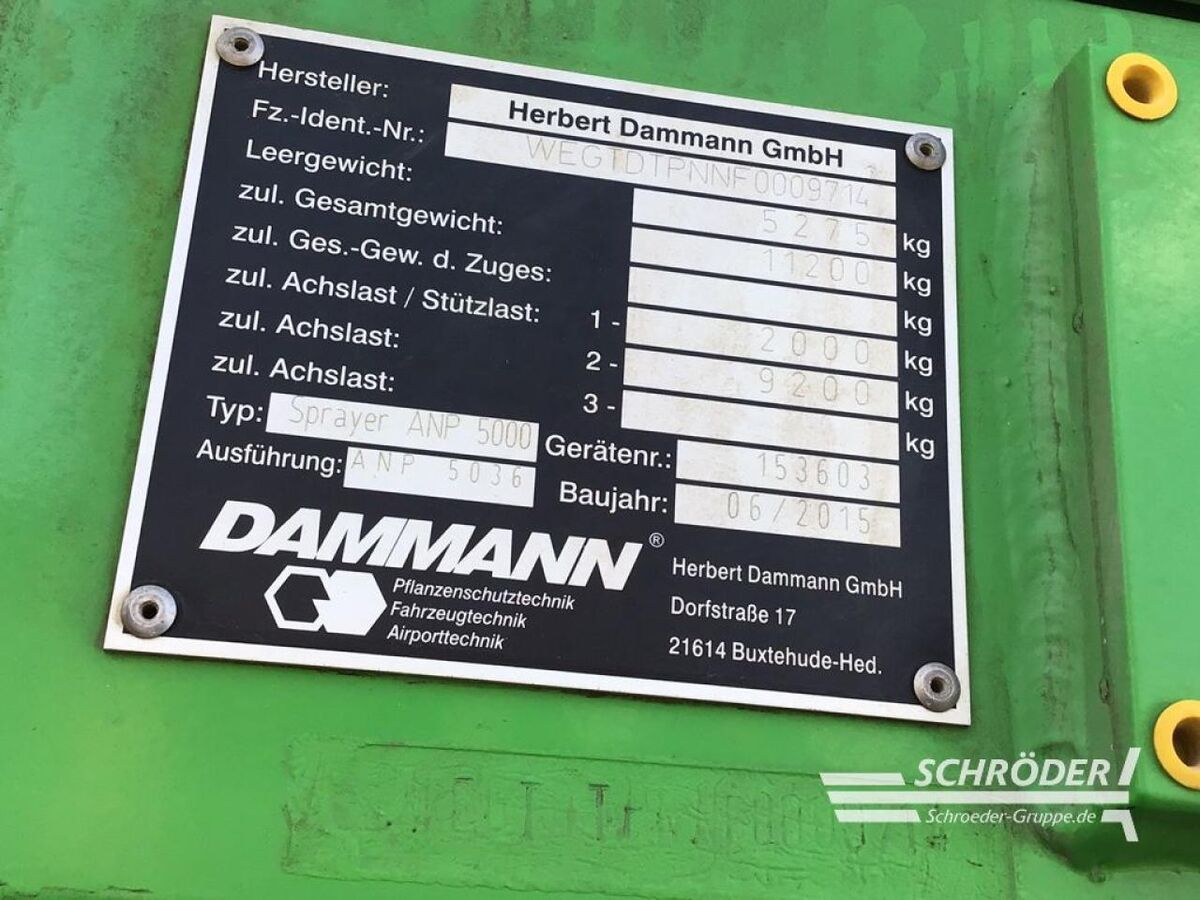 Hersteller: Herbert Dammann GmbH
Fz.-Ident.-Nr.: WEGTDTPNNF0009714
Leergewicht: 5275 kg
zul. Gesamtgewicht: 11200 kg
zul. Ges.-Gew. d. Zuges: kg
zul. Achslast / Stützlast: 1 - 2000 kg
zul. Achslast: 2 - 9200 kg
zul. Achslast: 3 - kg
Typ: Sprayer ANP 5000 Gerätenr.: 153603
Ausführung: ANP 5036 Baujahr: 06/2015
DAMMANN®
Pflanzenschutztechnik
Fahrzeugtechnik
Airporttechnik
Herbert Dammann GmbH
Dorfstraße 17
21614 Buxtehude-Hed.
SCHRÖDER
Schroeder-Gruppe.de